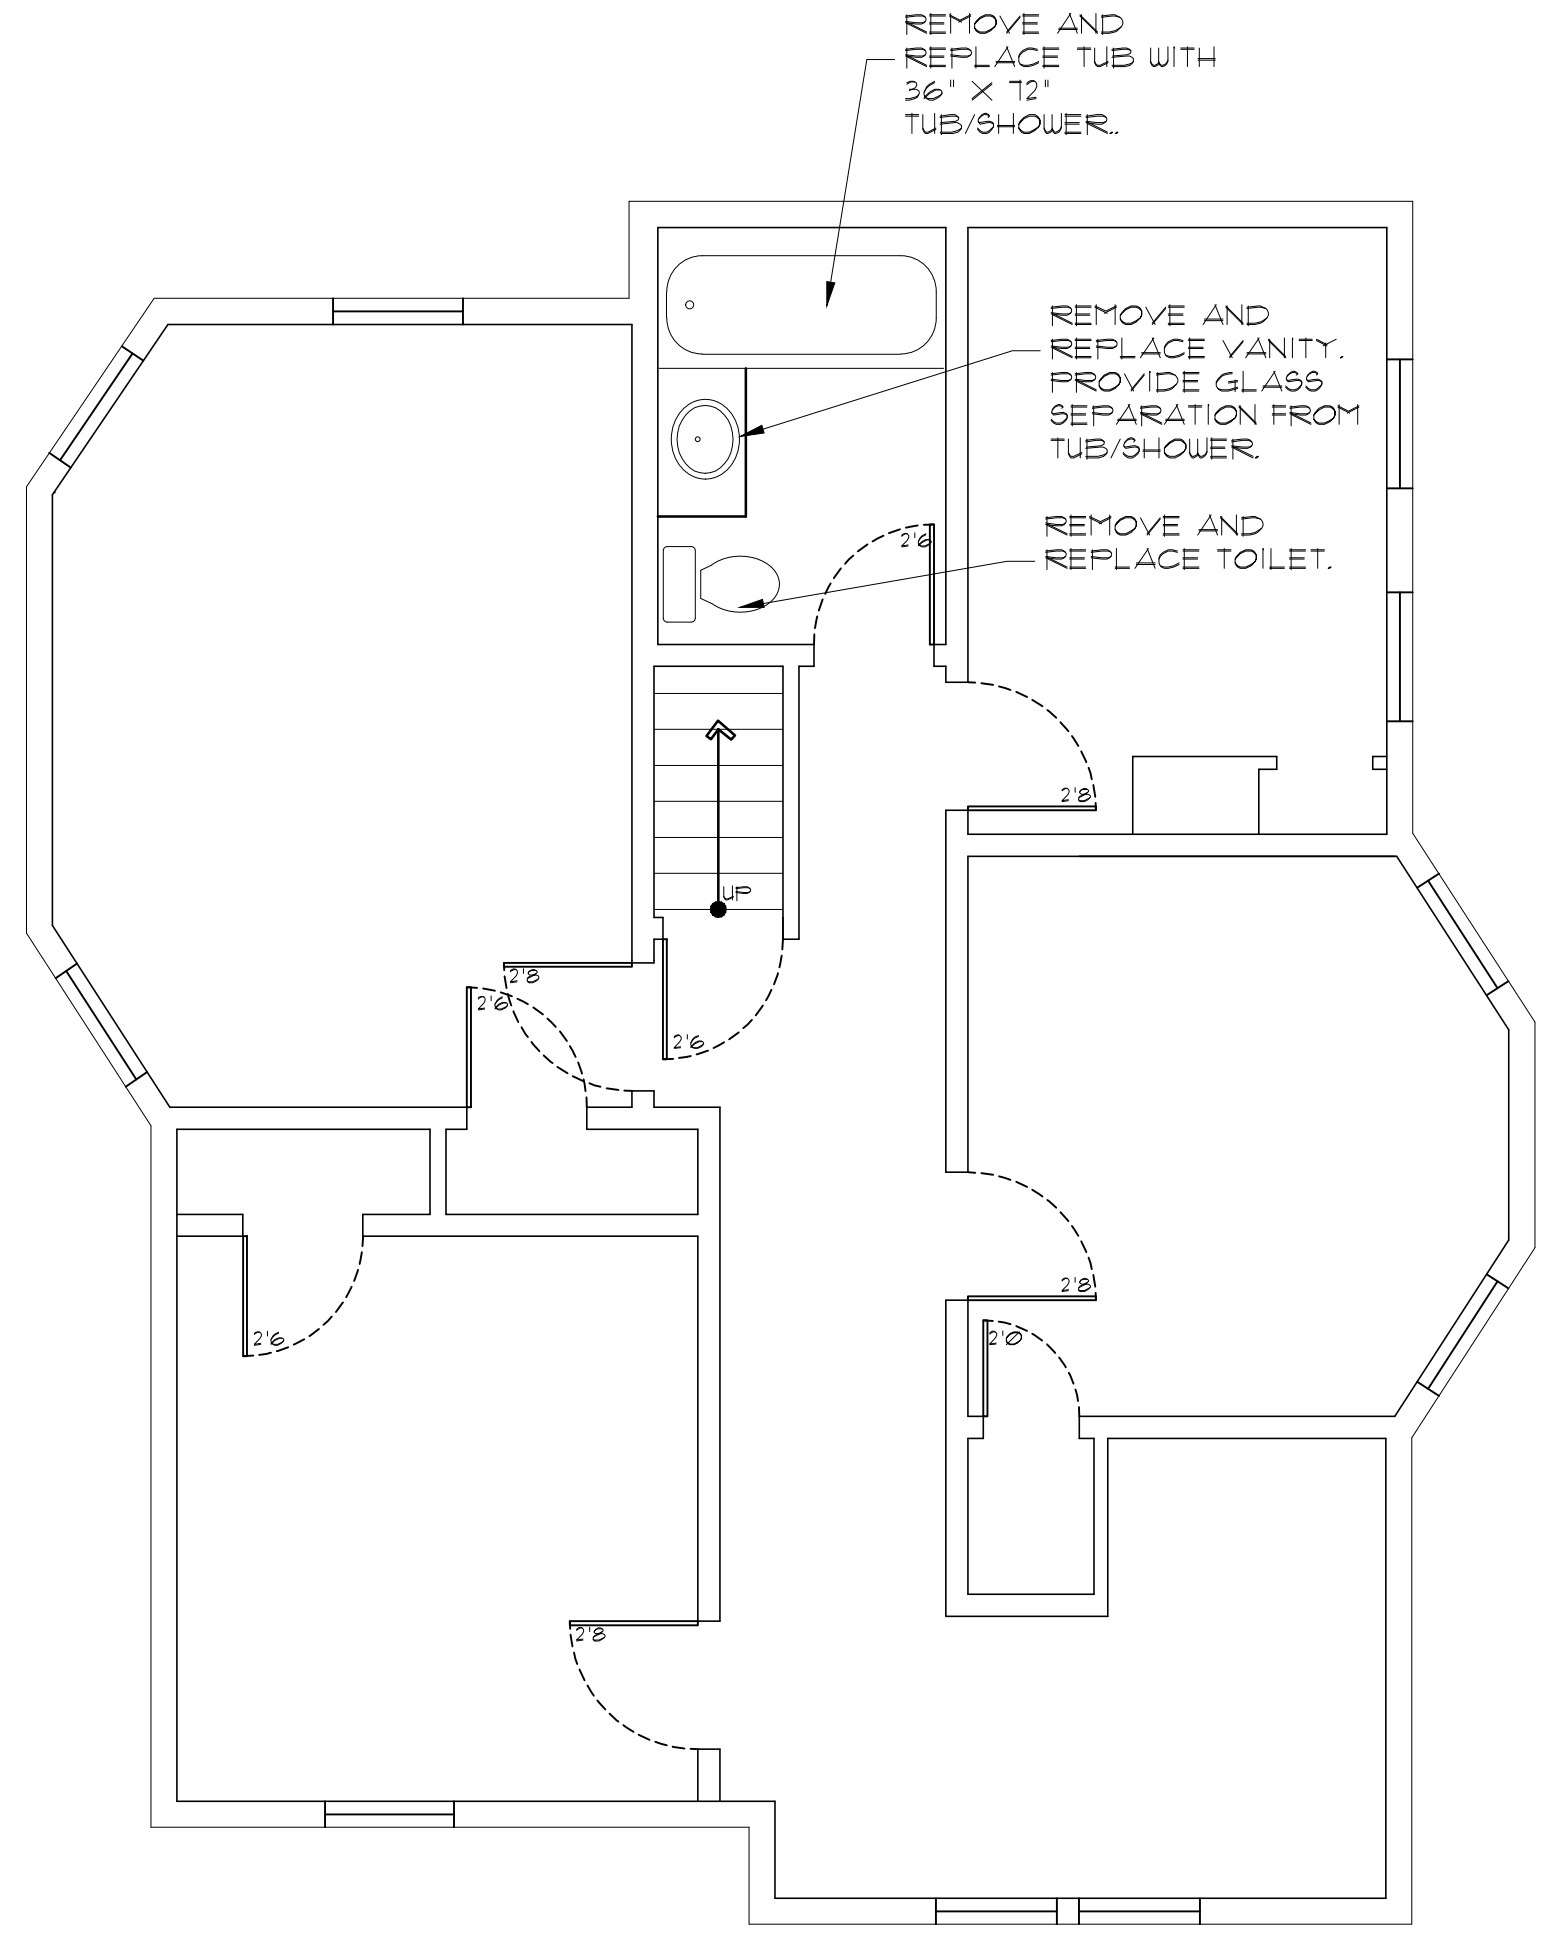 REMOVE AND
REPLACE TUB WITH
36" X 72"
TUB/SHOWER..
REMOVE AND
REPLACE VANITY.
PROVIDE GLASS
SEPARATION FROM
TUB/SHOWER.
REMOVE AND
REPLACE TOILET.
2'6
2'8
UP
2'8
2'6
2'6
2'8
2'0
2'6
2'8